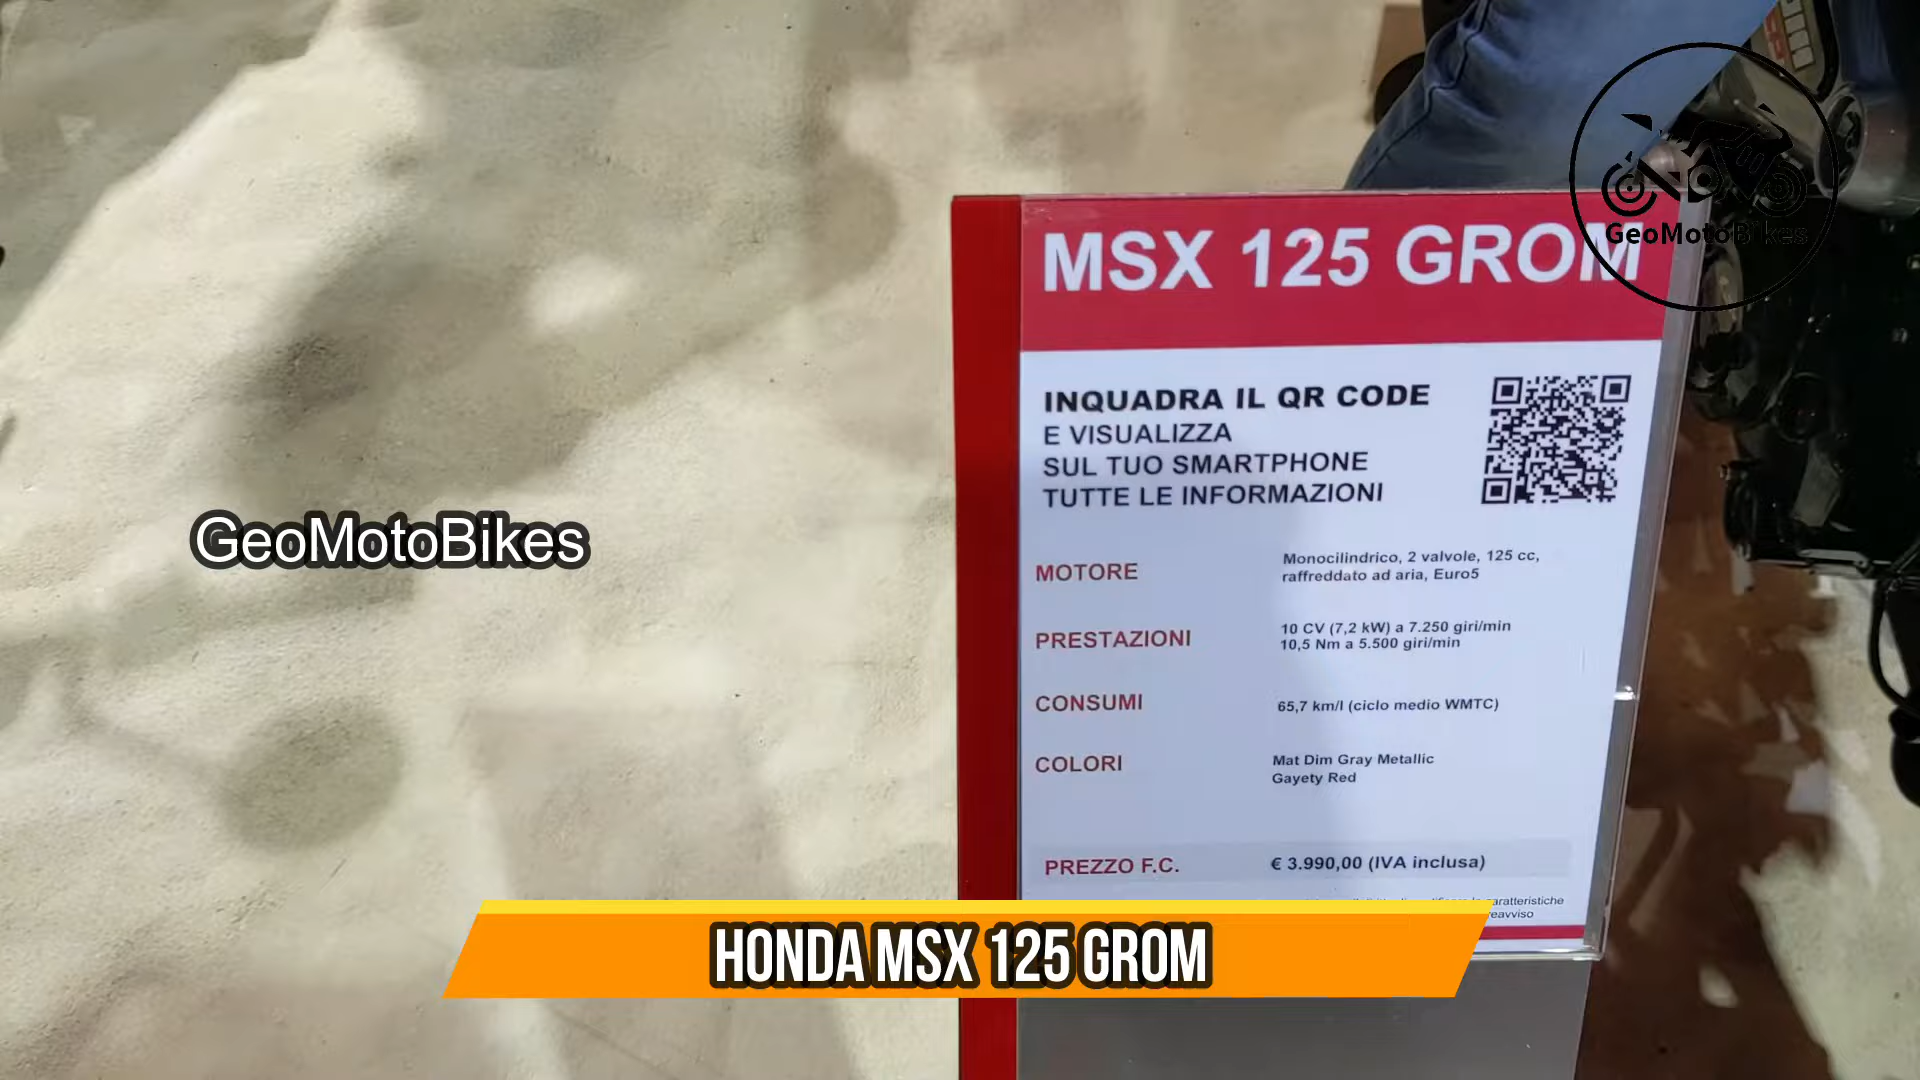 GeoMotoBikes
MSX 125 GROM
INQUADRA IL QR CODE
E VISUALIZZA
SUL TUO SMARTPHONE
TUTTE LE INFORMAZIONI
GeoMotoBikes
MOTORE
Monocilindrico, 2 valvole, 125 cc,
raffreddato ad aria, Euro5
PRESTAZIONI
10 CV (7,2 kW) a 7.250 giri/min
10,5 Nm a 5.500 giri/min
CONSUMI
65,7 km/l (ciclo medio WMTC)
COLORI
Mat Dim Gray Metallic
Gayety Red
PREZZO F.C.
€ 3.990,00 (IVA inclusa)
caratteristiche
HONDA MSX 125 GROM